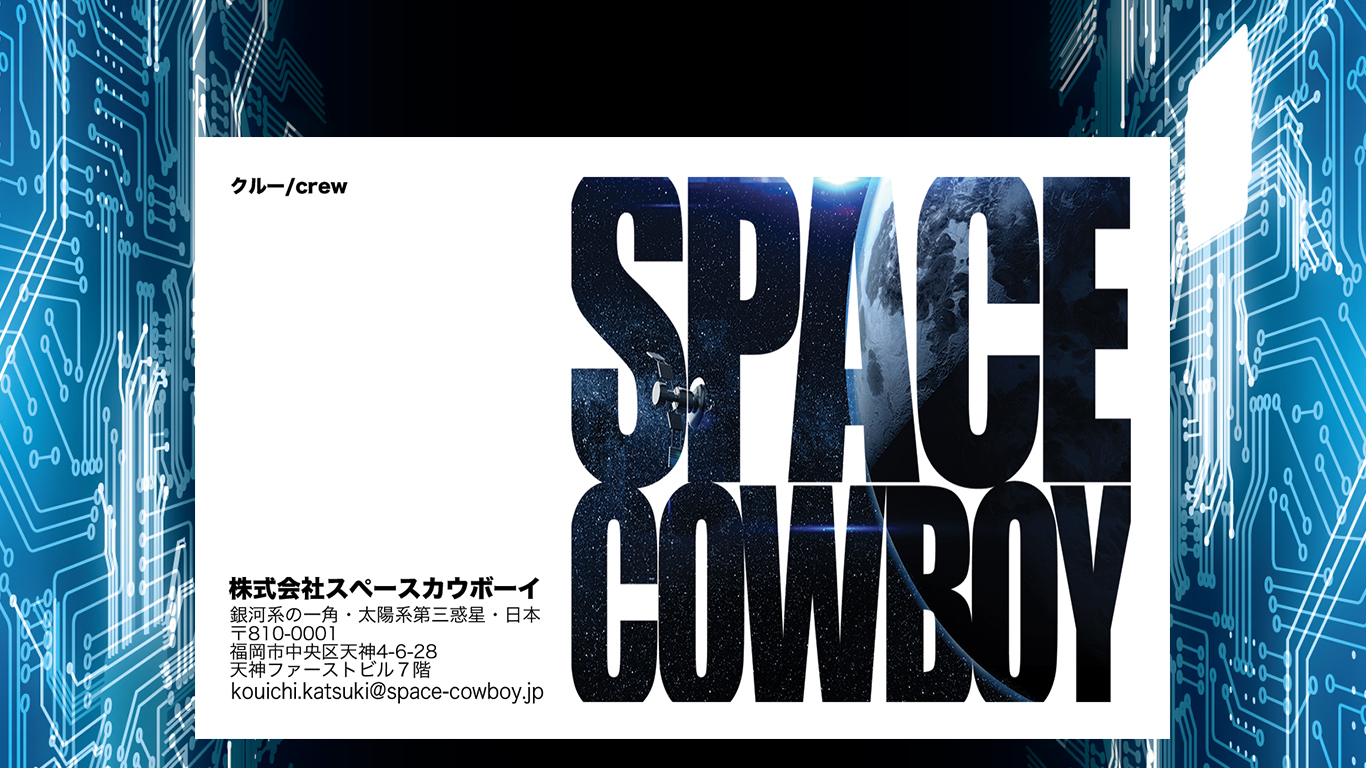 クルー/crew
SPACE
COWBOY
株式会社スペースカウボーイ
銀河系の一角・太陽系第三惑星・日本
〒810-0001
福岡市中央区天神4-6-28
天神ファーストビル７階
kouichi.katsuki@space-cowboy.jp